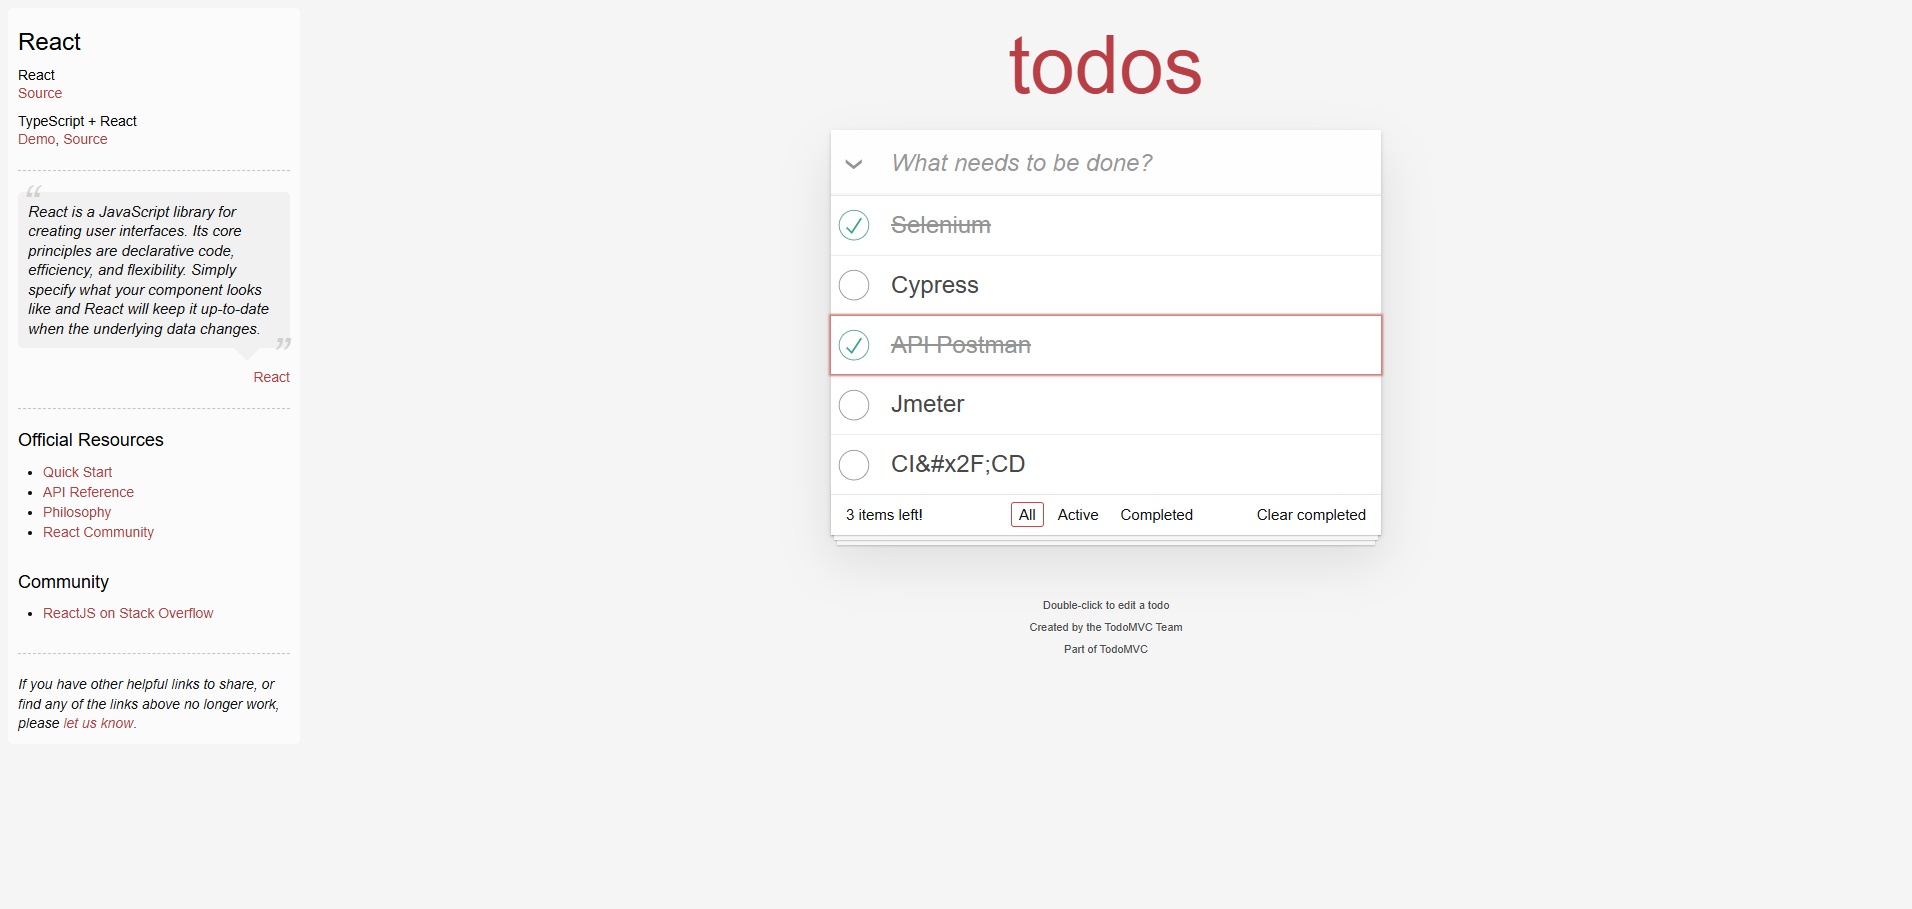 React
React
Source
TypeScript + React
Demo, Source
“
React is a JavaScript library for
creating user interfaces. Its core
principles are declarative code,
efficiency, and flexibility. Simply
specify what your component looks
like and React will keep it up-to-date
when the underlying data changes.
”
React
Official Resources
Quick Start
API Reference
Philosophy
React Community
Community
ReactJS on Stack Overflow
If you have other helpful links to share, or
find any of the links above no longer work,
please let us know.
todos
What needs to be done?
Selenium
Cypress
API Postman
Jmeter
CI&#x2F;CD
3 items left! All Active Completed Clear completed
Double-click to edit a todo
Created by the TodoMVC Team
Part of TodoMVC